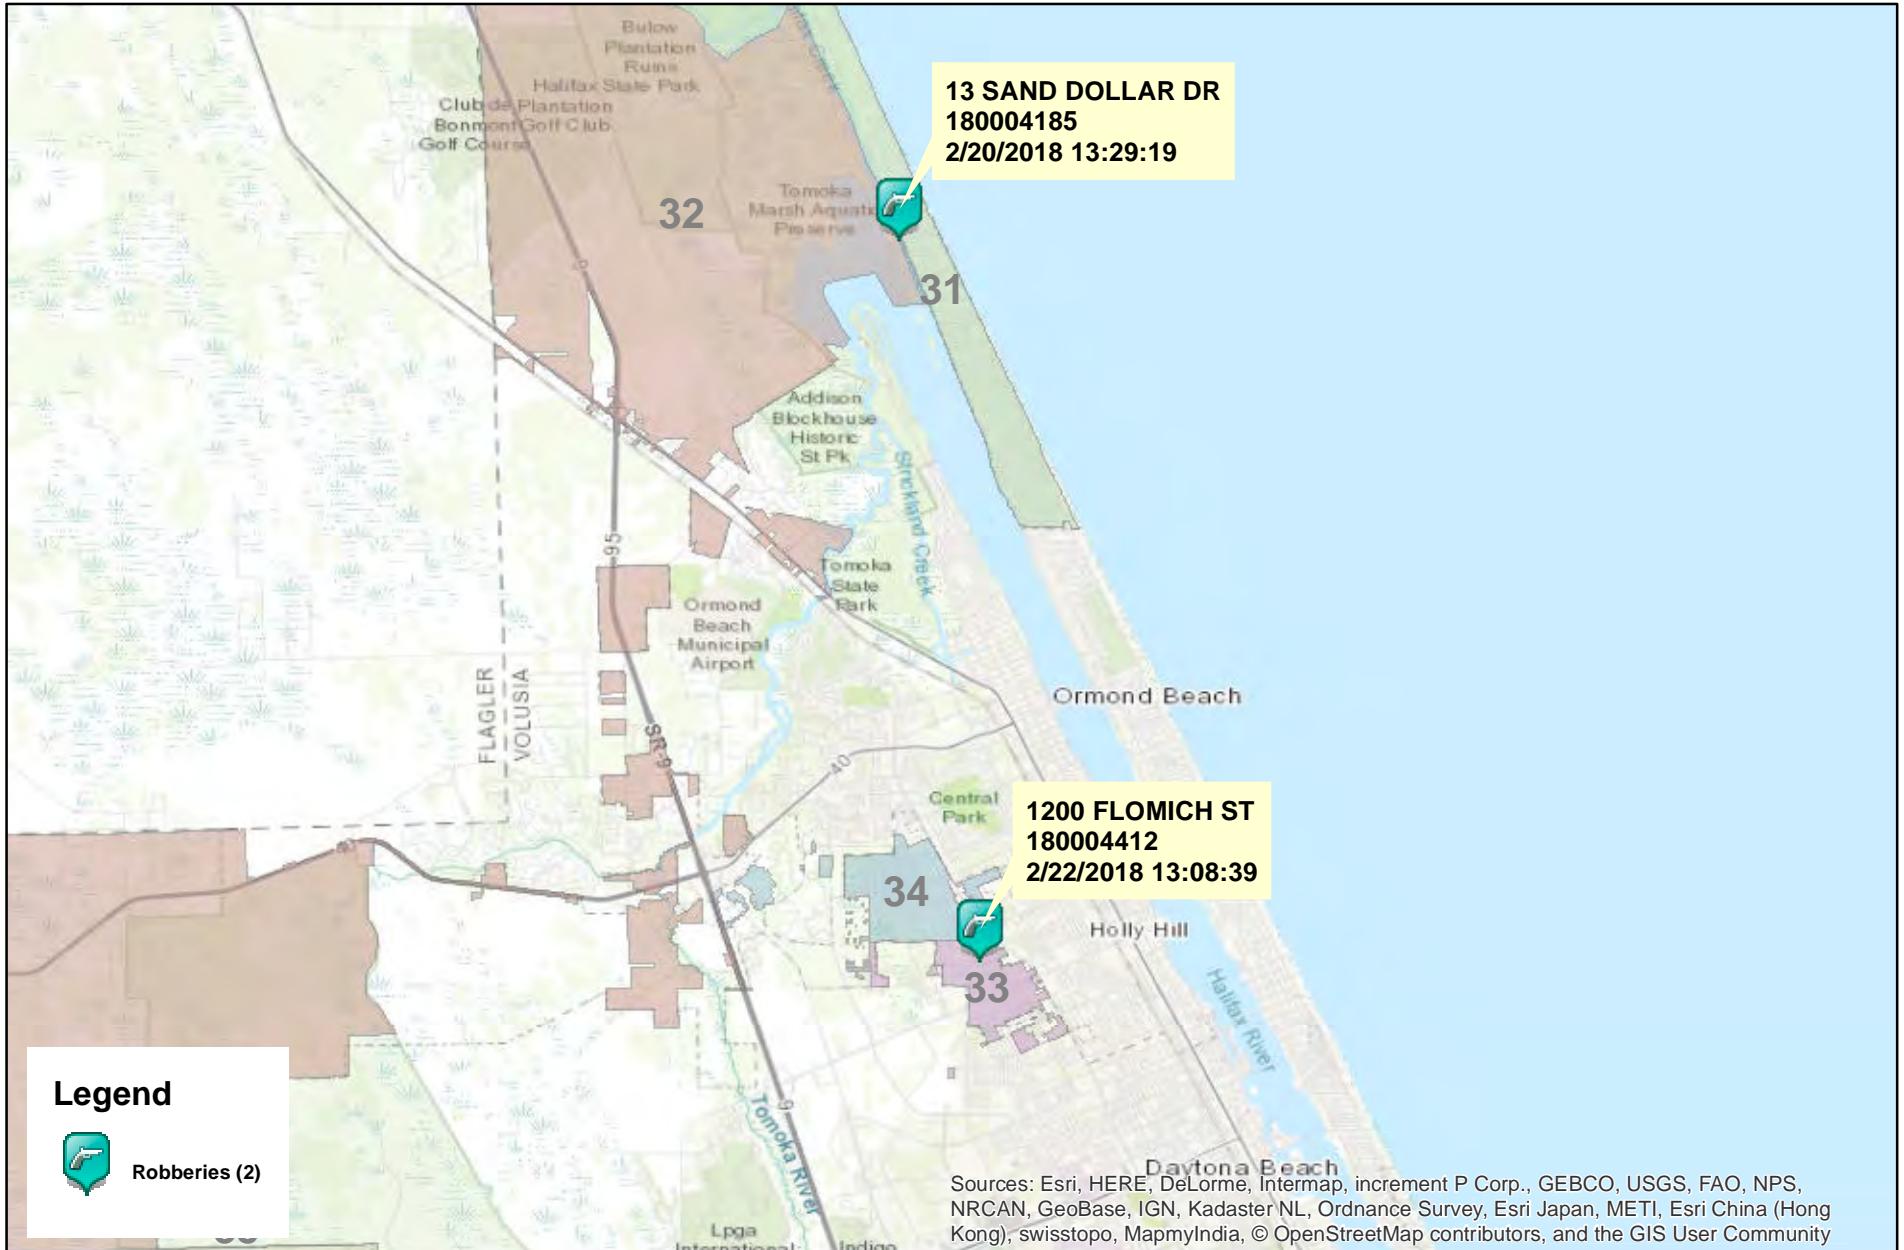 Bulow
Plantation
Ruins
Halifax State Park
Club de Plantation
Bonmont Golf Club
Golf Course
13 SAND DOLLAR DR
180004185
2/20/2018 13:29:19
32
Tomoka
Marsh Aquatic
Preserve
31
Addison
Blockhouse
Historic
St Pk
Strickland Creek
95
Tomoka
State
Park
Ormond
Beach
Municipal
Airport
FLAGLER
VOLUSIA
SR-9
Ormond Beach
40
Central
Park
1200 FLOMICH ST
180004412
2/22/2018 13:08:39
34
Holly Hill
33
Halifax River
Legend
Robberies (2)
9
Tomoka River
Daytona Beach
Lpga
International
Indigo
Sources: Esri, HERE, DeLorme, Intermap, increment P Corp., GEBCO, USGS, FAO, NPS,
NRCAN, GeoBase, IGN, Kadaster NL, Ordnance Survey, Esri Japan, METI, Esri China (Hong
Kong), swisstopo, MapmyIndia, © OpenStreetMap contributors, and the GIS User Community